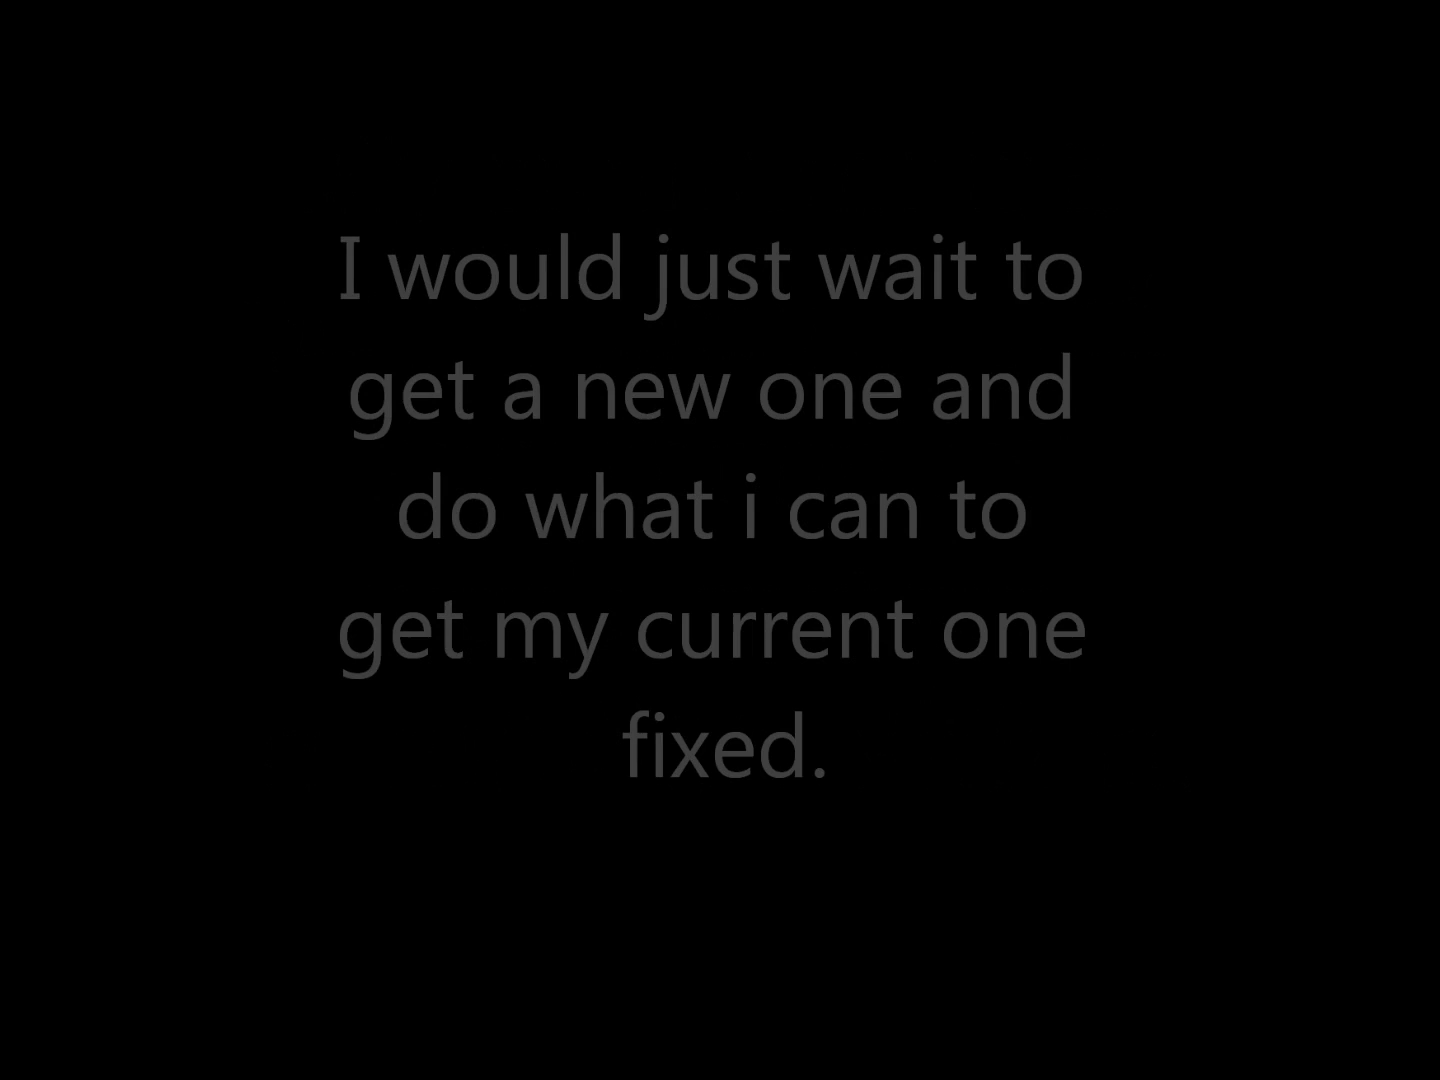 I would just wait to
get a new one and
do what i can to
get my current one
fixed.